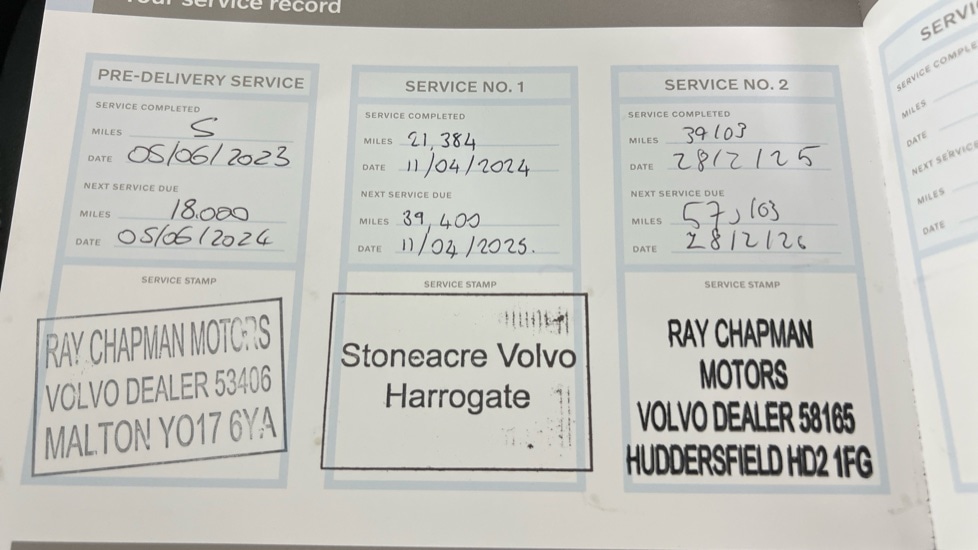 Your service record
PRE-DELIVERY SERVICE
SERVICE COMPLETED
MILES 5
DATE 05/06/2023
NEXT SERVICE DUE
MILES 18.000
DATE 05/06/2024
SERVICE STAMP
RAY CHAPMAN MOTORS
VOLVO DEALER 53406
MALTON YO17 6YA
SERVICE NO. 1
SERVICE COMPLETED
MILES 21,384
DATE 11/04/2024
NEXT SERVICE DUE
MILES 39,400
DATE 11/04/2025.
SERVICE STAMP
Stoneacre Volvo
Harrogate
SERVICE NO. 2
SERVICE COMPLETED
MILES 39103
DATE 28/2/25
NEXT SERVICE DUE
MILES 57,103
DATE 28/2/26
SERVICE STAMP
RAY CHAPMAN
MOTORS
VOLVO DEALER 58165
HUDDERSFIELD HD2 1FG
SERVI
SERVICE COMPLE
MILES
DATE
NEXT SERVICE
MILES
DATE